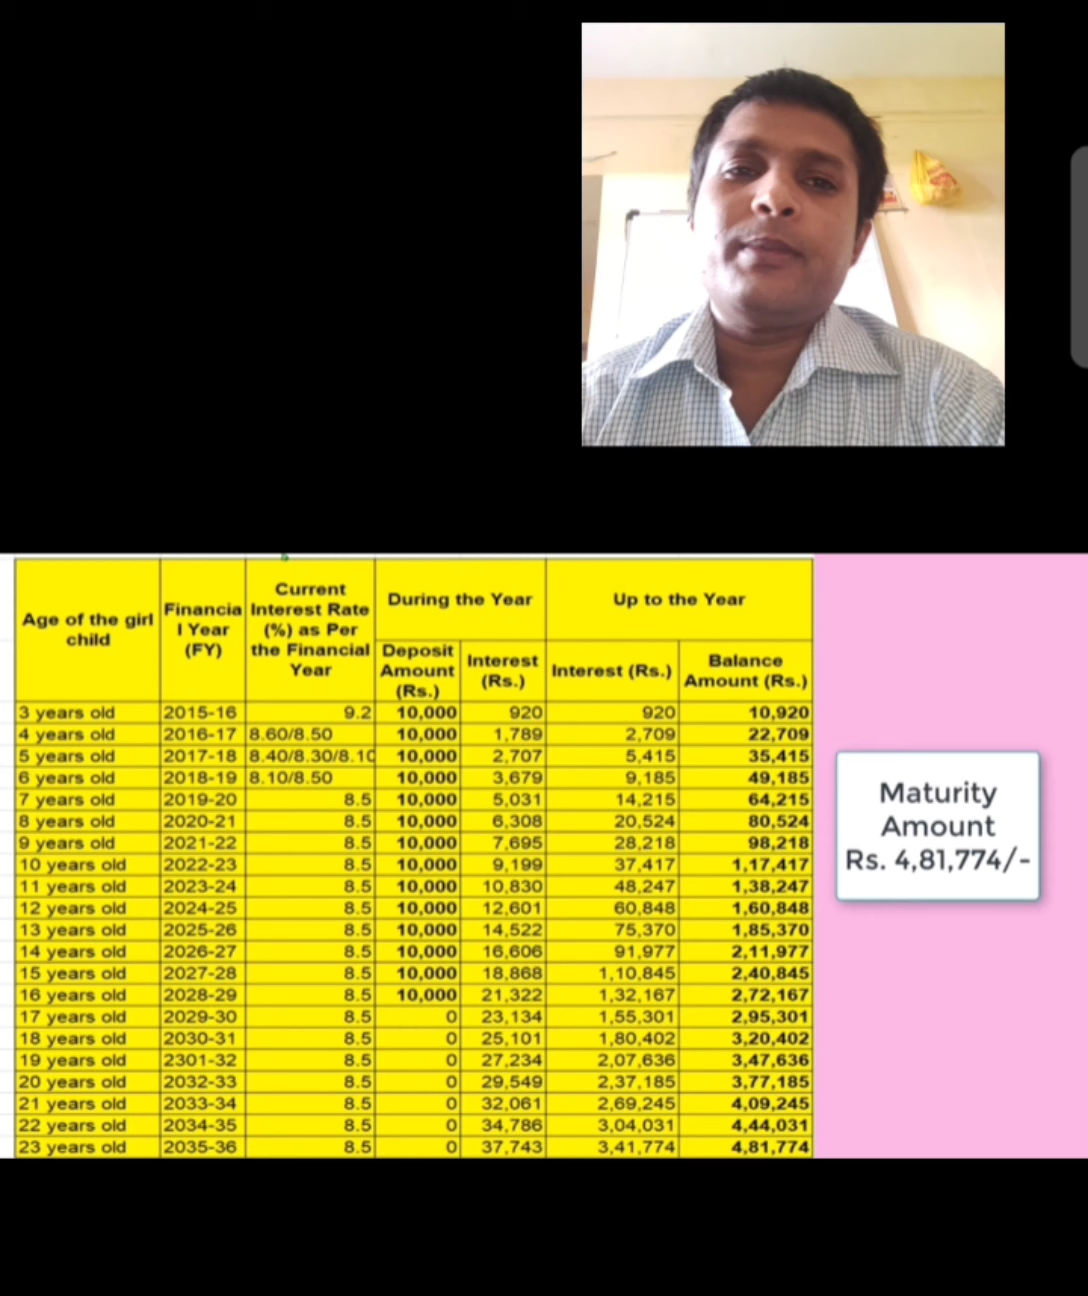 Age of the girl child
Financia
l Year
(FY)
Current
Interest Rate
(%) as Per
the Financial
Year
During the Year
Up to the Year
Deposit
Amount
(Rs.)
Interest
(Rs.)
Interest (Rs.)
Balance
Amount (Rs.)
3 years old 2015-16 9.2 10,000 920 920 10,920
4 years old 2016-17 8.60/8.50 10,000 1,789 2,709 22,709
5 years old 2017-18 8.40/8.30/8.10 10,000 2,707 5,415 35,415
6 years old 2018-19 8.10/8.50 10,000 3,679 9,185 49,185
7 years old 2019-20 8.5 10,000 5,031 14,215 64,215
8 years old 2020-21 8.5 10,000 6,308 20,524 80,524
9 years old 2021-22 8.5 10,000 7,695 28,218 98,218
10 years old 2022-23 8.5 10,000 9,199 37,417 1,17,417
11 years old 2023-24 8.5 10,000 10,830 48,247 1,38,247
12 years old 2024-25 8.5 10,000 12,601 60,848 1,60,848
13 years old 2025-26 8.5 10,000 14,522 75,370 1,85,370
14 years old 2026-27 8.5 10,000 16,606 91,977 2,11,977
15 years old 2027-28 8.5 10,000 18,868 1,10,845 2,40,845
16 years old 2028-29 8.5 10,000 21,322 1,32,167 2,72,167
17 years old 2029-30 8.5 0 23,134 1,55,301 2,95,301
18 years old 2030-31 8.5 0 25,101 1,80,402 3,20,402
19 years old 2301-32 8.5 0 27,234 2,07,636 3,47,636
20 years old 2032-33 8.5 0 29,549 2,37,185 3,77,185
21 years old 2033-34 8.5 0 32,061 2,69,245 4,09,245
22 years old 2034-35 8.5 0 34,786 3,04,031 4,44,031
23 years old 2035-36 8.5 0 37,743 3,41,774 4,81,774
Maturity
Amount
Rs. 4,81,774/-